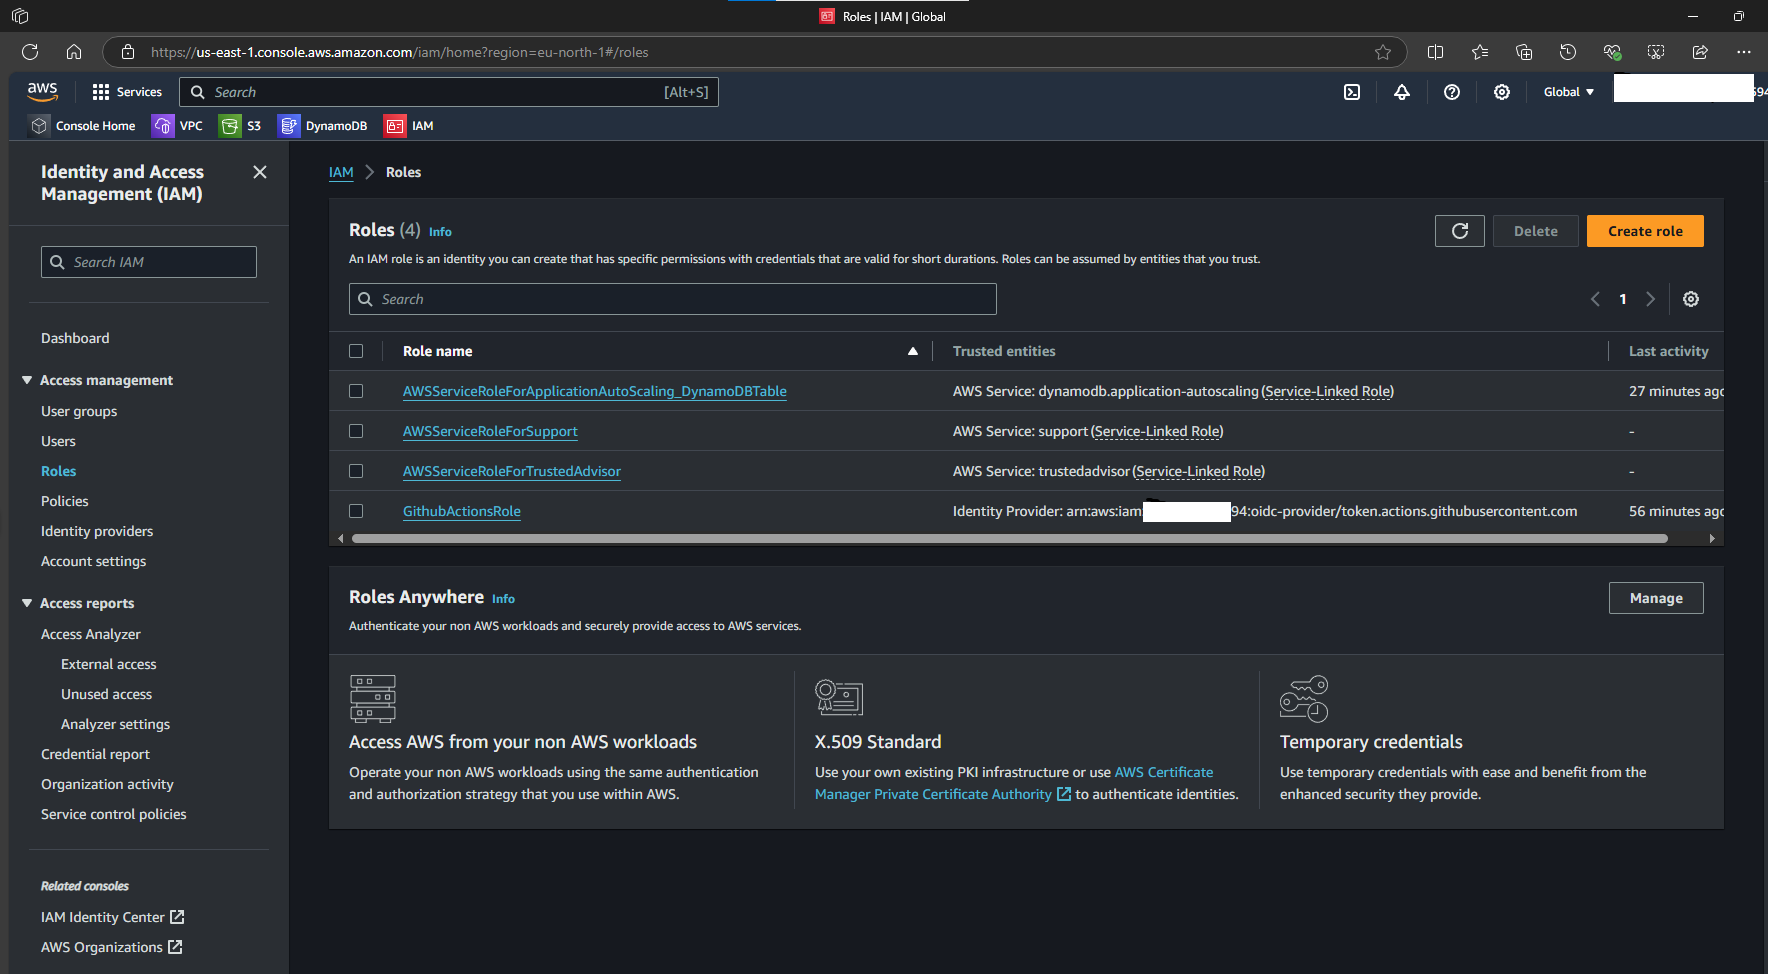 Roles | IAM | Global
https://us-east-1.console.aws.amazon.com/iam/home?region=eu-north-1#/roles
aws
Services
Search
[Alt+S]
Global
594
Console Home
VPC
S3
DynamoDB
IAM
Identity and Access
Management (IAM)
Search IAM
Dashboard
Access management
User groups
Users
Roles
Policies
Identity providers
Account settings
Access reports
Access Analyzer
External access
Unused access
Analyzer settings
Credential report
Organization activity
Service control policies
Related consoles
IAM Identity Center
AWS Organizations
IAM > Roles
Roles (4) Info
Delete
Create role
An IAM role is an identity you can create that has specific permissions with credentials that are valid for short durations. Roles can be assumed by entities that you trust.
Search
1
Role name
Trusted entities
Last activity
AWSServiceRoleForApplicationAutoScaling_DynamoDBTable
AWS Service: dynamodb.application-autoscaling (Service-Linked Role)
27 minutes ago
AWSServiceRoleForSupport
AWS Service: support (Service-Linked Role)
-
AWSServiceRoleForTrustedAdvisor
AWS Service: trustedadvisor (Service-Linked Role)
-
GithubActionsRole
Identity Provider: arn:aws:iam: 94:oidc-provider/token.actions.githubusercontent.com
56 minutes ago
Roles Anywhere Info
Manage
Authenticate your non AWS workloads and securely provide access to AWS services.
Access AWS from your non AWS workloads
Operate your non AWS workloads using the same authentication
and authorization strategy that you use within AWS.
X.509 Standard
Use your own existing PKI infrastructure or use AWS Certificate
Manager Private Certificate Authority to authenticate identities.
Temporary credentials
Use temporary credentials with ease and benefit from the
enhanced security they provide.